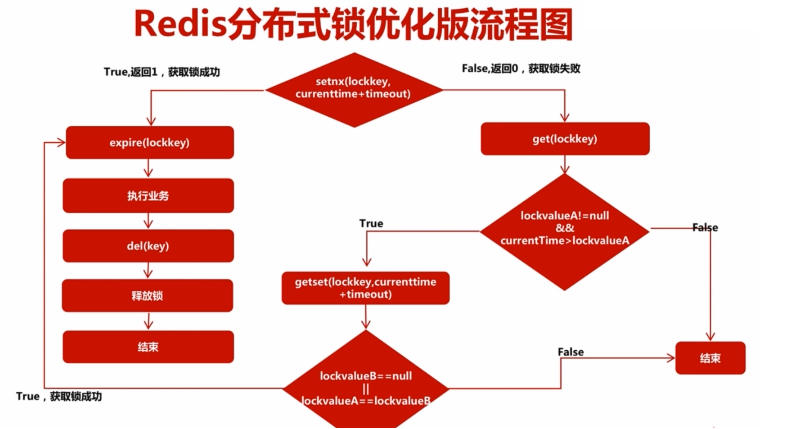 Redis分布式锁优化版流程图
True,返回1，获取锁成功
setnx(lockkey,
currenttime+timeout)
False,返回0，获取锁失败
expire(lockkey)
get(lockkey)
执行业务
lockvalueA!=null
&&
currentTime>lockvalueA
True
False
del(key)
getset(lockkey,currenttime
+timeout)
释放锁
结束
False
结束
lockvalueB==null
||
lockvalueA==lockvalueB
True，获取锁成功